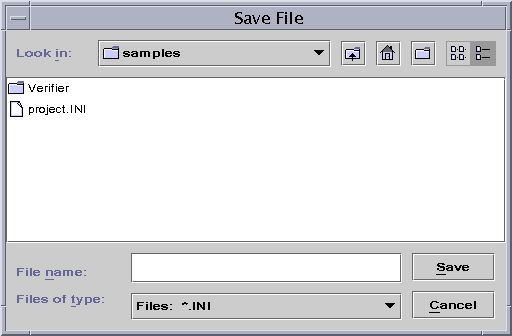 Save File
Look in: samples
Verifier
project.INI
File name: Save
Files of type: Files: *.INI Cancel